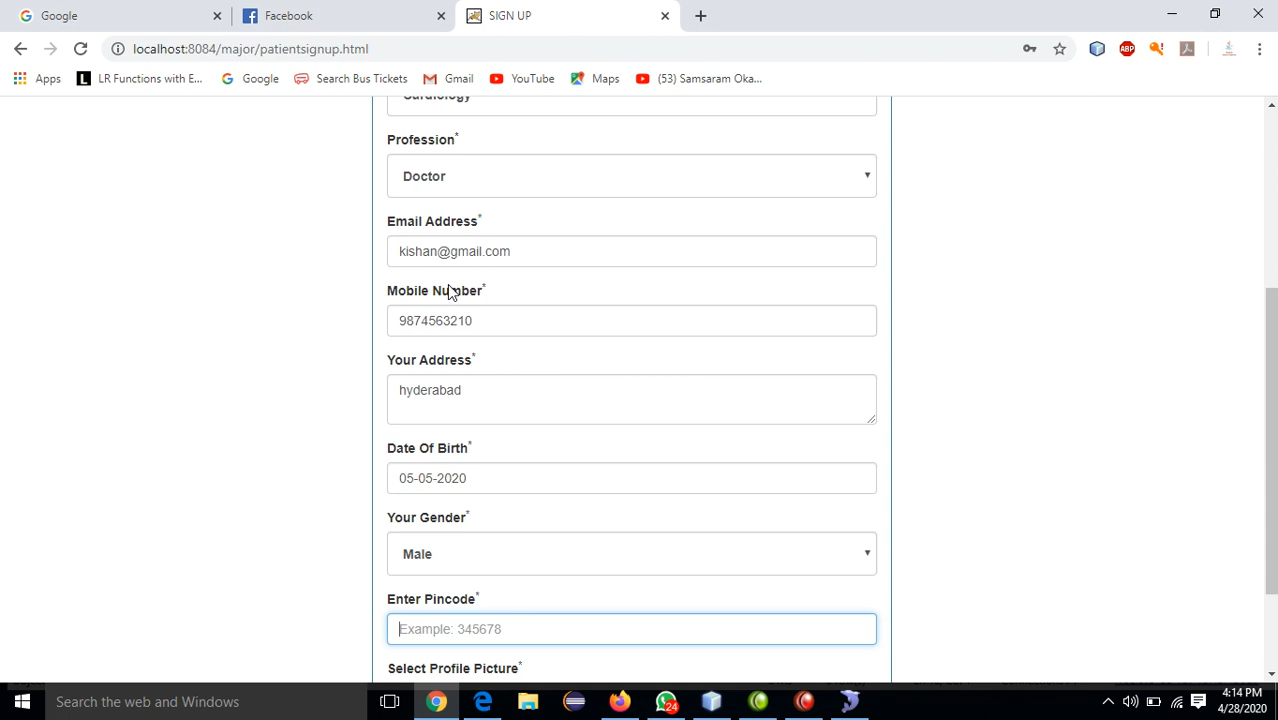 Google
Facebook
SIGN UP
localhost:8084/major/patientsignup.html
ABP
Apps
L
LR Functions with E...
Google
Search Bus Tickets
Gmail
YouTube
Maps
(53) Samsaram Oka...
Cardiology
Profession*
Doctor
Email Address*
kishan@gmail.com
Mobile Number*
9874563210
Your Address*
hyderabad
Date Of Birth*
05-05-2020
Your Gender*
Male
Enter Pincode*
Example: 345678
Select Profile Picture*
Search the web and Windows
24
4:14 PM
4/28/2020